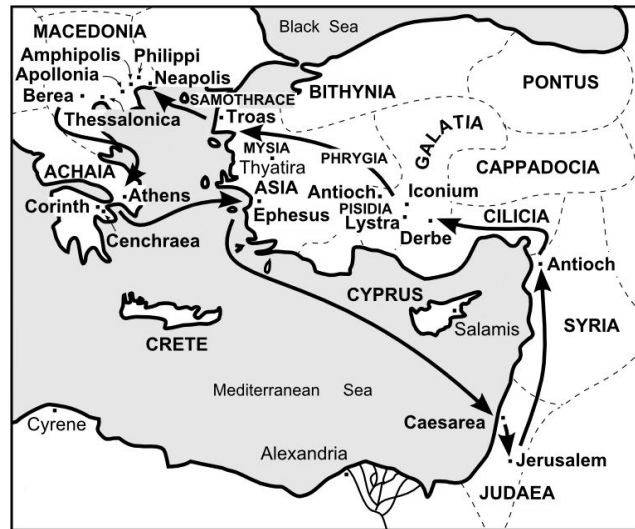 Black Sea
MACEDONIA
Amphipolis
Philippi
Apollonia
Neapolis
Berea
Thessalonica
SAMOTHRACE
Troas
BITHYNIA
PONTUS
GALATIA
MYSIA
Thyatira
PHRYGIA
CAPPADOCIA
ACHAIA
Athens
ASIA
Ephesus
Antioch
Iconium
PISIDIA
Lystra
Derbe
CILICIA
Corinth
Cenchraea
Antioch
CYPRUS
Salamis
SYRIA
CRETE
Mediterranean Sea
Caesarea
Cyrene
Alexandria
Jerusalem
JUDAEA